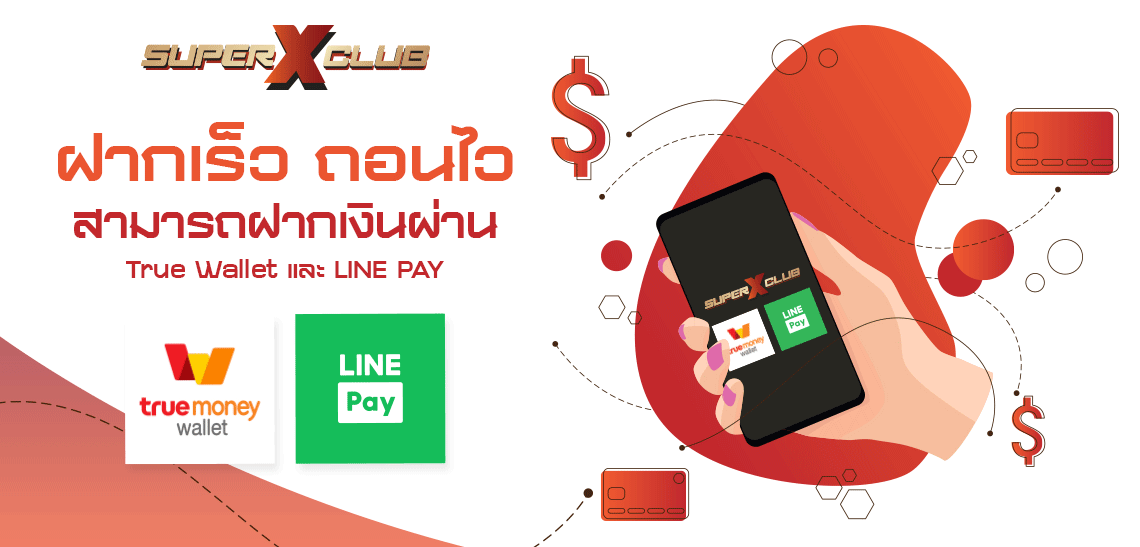 SUPER X CLUB
ฝากเร็ว ถอนไว
สามารถฝากเงินผ่าน
True Wallet และ LINE PAY
truemoney
wallet
LINE
Pay
SUPER X CLUB
truemoney
wallet
LINE
Pay